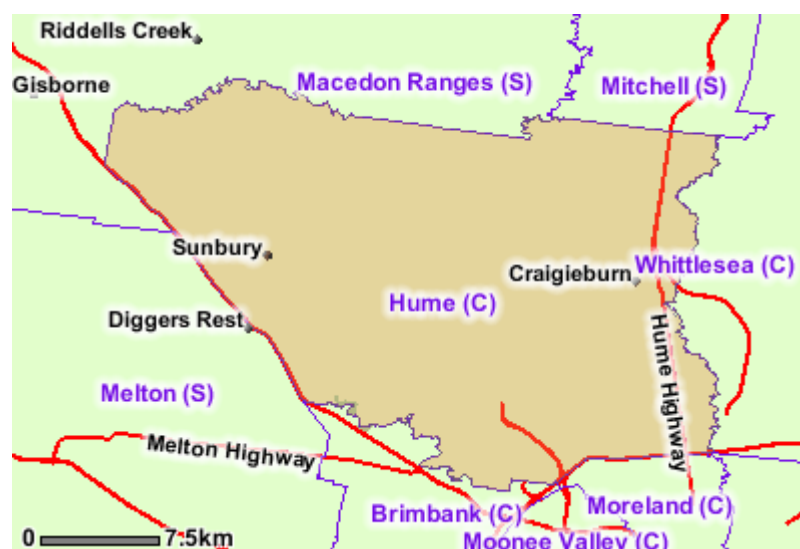 Riddells Creek
Gisborne
Macedon Ranges (S)
Mitchell (S)
Sunbury
Craigieburn
Whittlesea (C)
Hume (C)
Diggers Rest
Hume Highway
Melton (S)
Melton Highway
Brimbank (C)
Moreland (C)
Moonee Valley (C)
0 7.5km